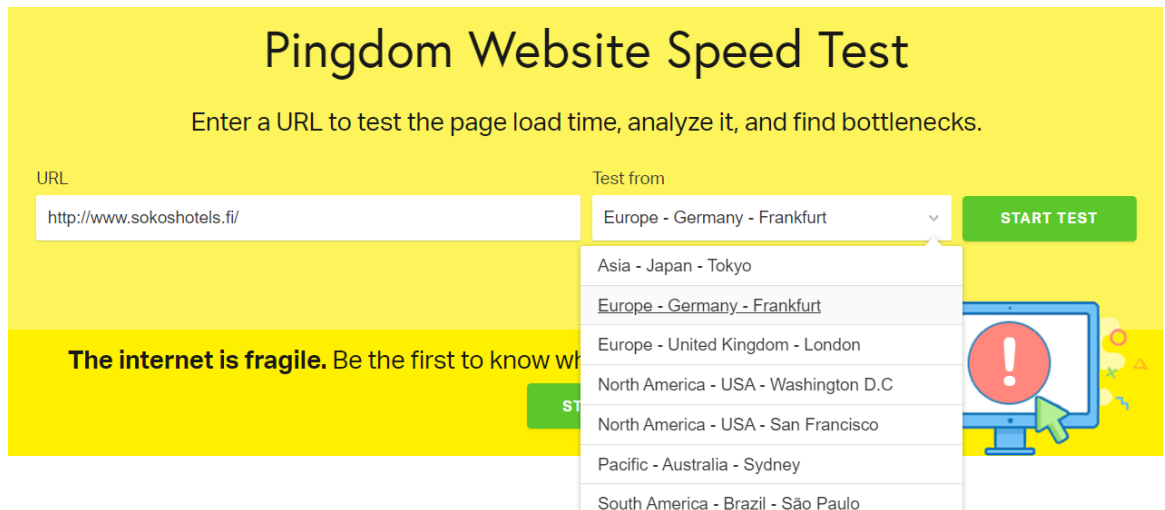 Pingdom Website Speed Test
Enter a URL to test the page load time, analyze it, and find bottlenecks.
URL
Test from
http://www.sokoshotels.fi/
Europe - Germany - Frankfurt
START TEST
Asia - Japan - Tokyo
Europe - Germany - Frankfurt
Europe - United Kingdom - London
North America - USA - Washington D.C
North America - USA - San Francisco
Pacific - Australia - Sydney
South America - Brazil - São Paulo
The internet is fragile. Be the first to know